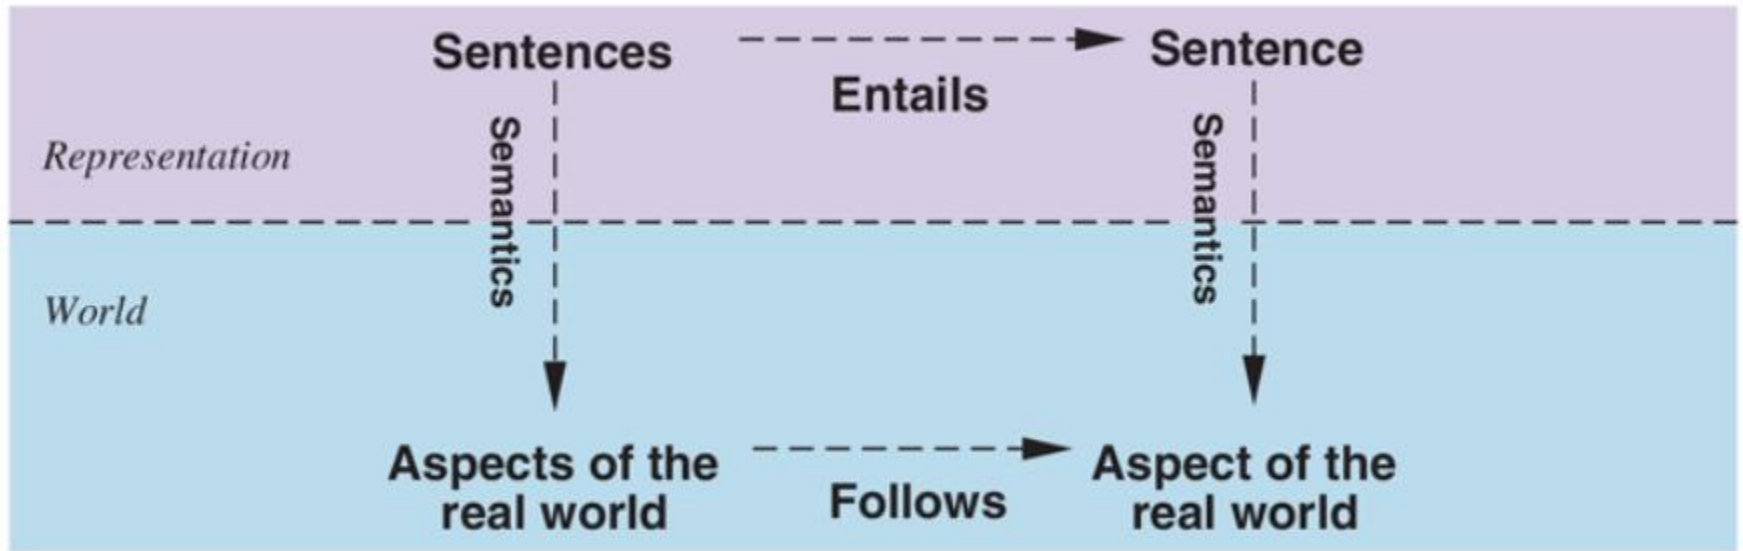 Sentences
Sentence
Entails
Semantics
Semantics
Representation
World
Aspects of the
real world
Follows
Aspect of the
real world